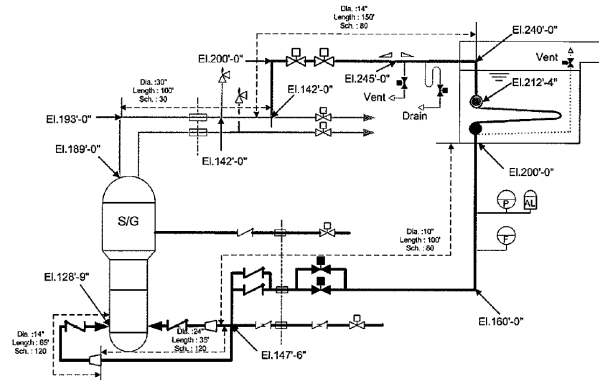 Dia. :14"
Length : 150'
Sch. : 80
El.240'-0"
Vent
El.200'-0"
El.245'-0"
El.212'-4"
Dia. :30"
Length : 100'
Sch. : 30
El.142'-0"
Vent
Drain
El.193'-0"
El.142'-0"
El.200'-0"
El.189'-0"
S/G
P
AL
Dia. :10"
Length : 100'
Sch. : 80
F
El.128'-9"
El.160'-0"
Dia. :14"
Length : 65'
Sch. : 120
Dia. :24"
Length : 35'
Sch. : 120
El.147'-6"